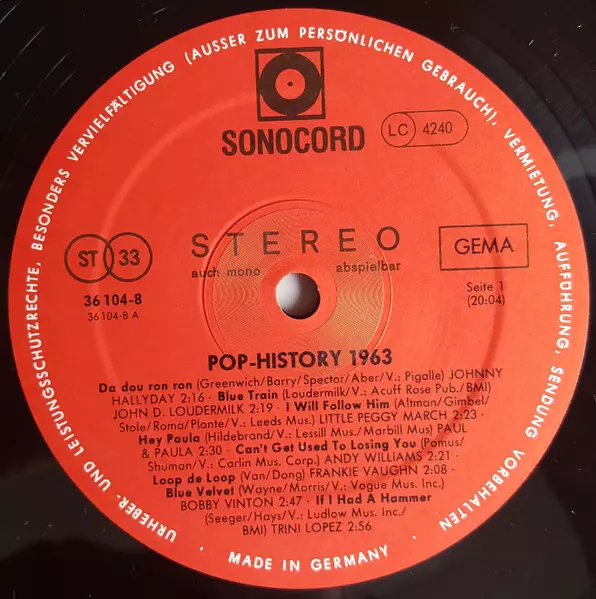 URHEBER- UND LEISTUNGSSCHUTZRECHTE, BESONDERS VERVIELFÄLTIGUNG (AUSSER ZUM PERSÖNLICHEN GEBRAUCH), VERMIETUNG, AUFFÜHRUNG, SENDUNG VORBEHALTEN
SONOCORD
LC 4240
STEREO
auch mono abspielbar
ST 33
GEMA
36 104-8
36 104-8 A
Seite 1
(20:04)
POP-HISTORY 1963
Da dou ron ron (Greenwich/Barry/Spector/Aber/V.: Pigalle) JOHNNY
HALLYDAY 2:16 · Blue Train (Loudermilk/V.: Acuff Rose Pub./BMI)
JOHN D. LOUDERMILK 2:19 · I Will Follow Him (Altman/Gimbel/
Stole/Roma/Plante/V.: Leeds Mus.) LITTLE PEGGY MARCH 2:23 ·
Hey Paula (Hildebrand/V.: Lessill Mus./Marbill Mus) PAUL
& PAULA 2:30 · Can't Get Used To Losing You (Pomus/
Shuman/V.: Carlin Mus. Corp.) ANDY WILLIAMS 2:21 ·
Loop de Loop (Van/Dong) FRANKIE VAUGHN 2:08 ·
Blue Velvet (Wayne/Morris/V.: Vogue Mus. Inc.)
BOBBY VINTON 2:47 · If I Had A Hammer
(Seeger/Hays/V.: Ludlow Mus. Inc./
BMI) TRINI LOPEZ 2:56
· MADE IN GERMANY ·